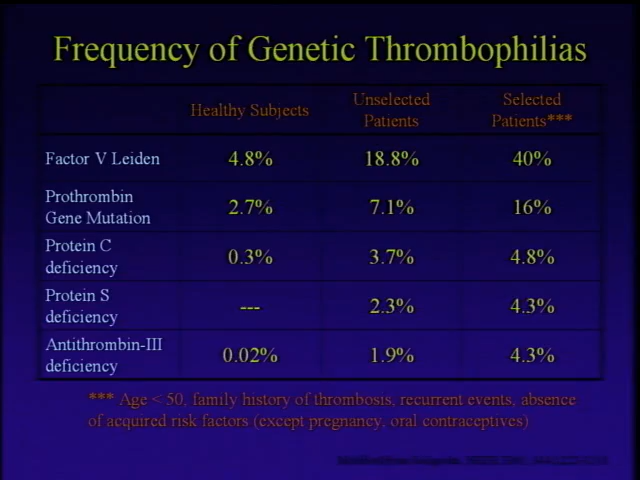 Frequency of Genetic Thrombophilias
Healthy Subjects
Unselected
Patients
Selected
Patients***
Factor V Leiden 4.8% 18.8% 40%
Prothrombin
Gene Mutation 2.7% 7.1% 16%
Protein C
deficiency 0.3% 3.7% 4.8%
Protein S
deficiency --- 2.3% 4.3%
Antithrombin-III
deficiency 0.02% 1.9% 4.3%
*** Age < 50, family history of thrombosis, recurrent events, absence
of acquired risk factors (except pregnancy, oral contraceptives)